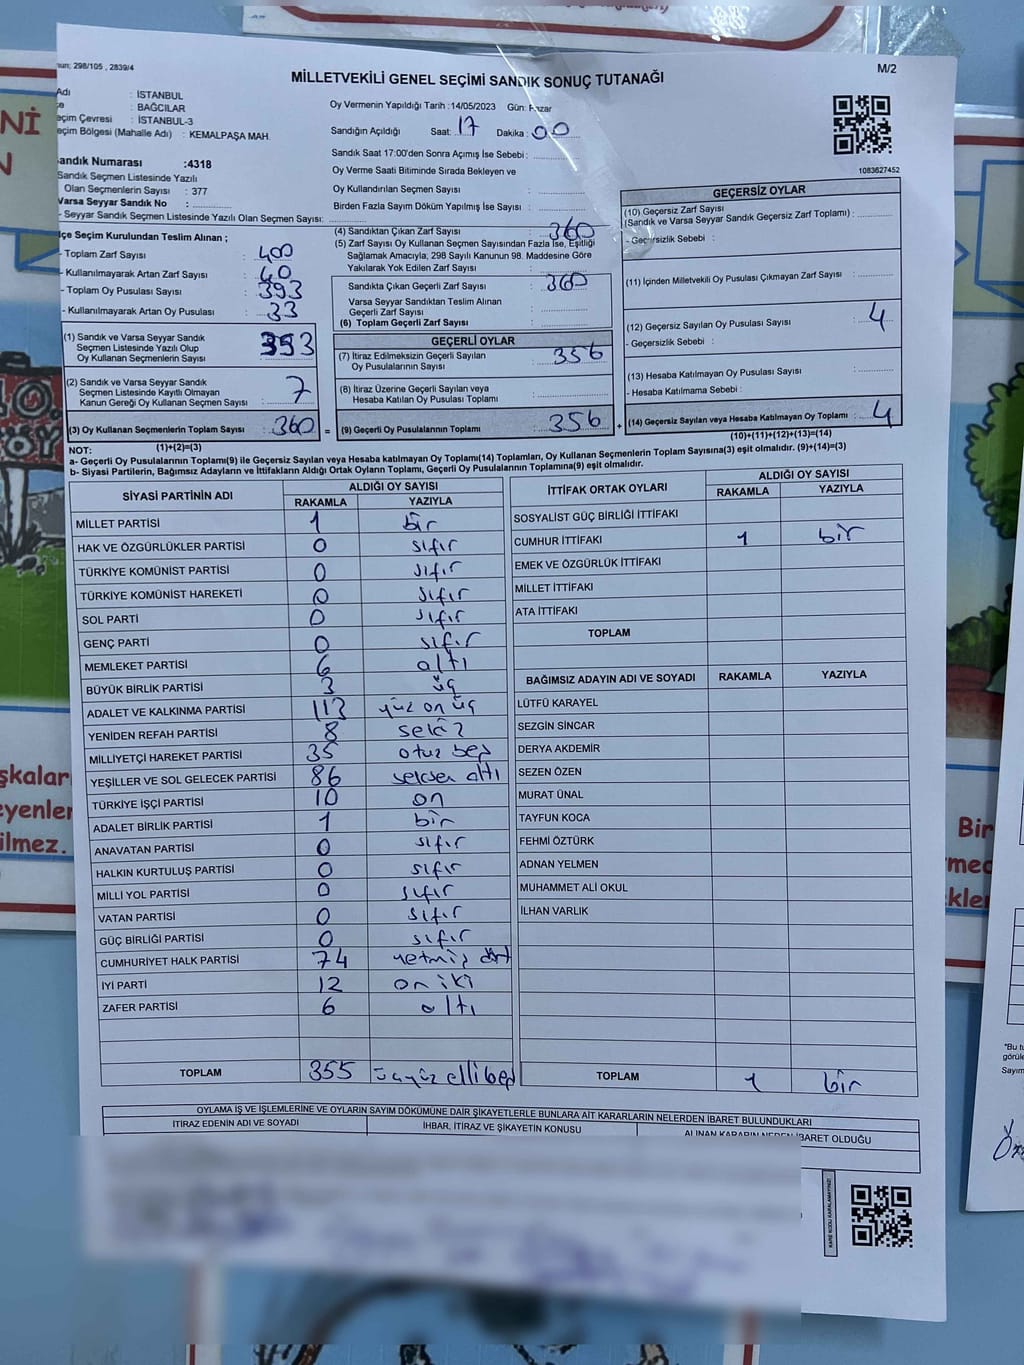 nun; 298/105 , 2839/4
M/2
MİLLETVEKİLİ GENEL SEÇİMİ SANDIK SONUÇ TUTANAĞI
Adı : İSTANBUL
: BAĞCILAR
eçim Çevresi : İSTANBUL-3
eçim Bölgesi (Mahalle Adı) : KEMALPAŞA MAH.
Sandık Numarası :4318
Sandık Seçmen Listesinde Yazılı
Olan Seçmenlerin Sayısı : 377
Varsa Seyyar Sandık No :
- Seyyar Sandık Seçmen Listesinde Yazılı Olan Seçmen Sayısı:
Oy Vermenin Yapıldığı Tarih :14/05/2023 Gün: Pazar
Sandığın Açıldığı Saat: 17 Dakika : 00
Sandık Saat 17:00'den Sonra Açımış İse Sebebi :
Oy Verme Saati Bitiminde Sırada Bekleyen ve
Oy Kullandırılan Seçmen Sayısı :
Birden Fazla Sayım Döküm Yapılmış İse Sayısı :
1083627452
İlçe Seçim Kurulundan Teslim Alınan ;
- Toplam Zarf Sayısı : 400
- Kullanılmayarak Artan Zarf Sayısı : 40
- Toplam Oy Pusulası Sayısı : 393
- Kullanılmayarak Artan Oy Pusulası : 33
(1) Sandık ve Varsa Seyyar Sandık
Seçmen Listesinde Yazılı Olup
Oy Kullanan Seçmenlerin Sayısı : 353
(2) Sandık ve Varsa Seyyar Sandık
Seçmen Listesinde Kayıtlı Olmayan
Kanun Gereği Oy Kullanan Seçmen Sayısı : 7
(3) Oy Kullanan Seçmenlerin Toplam Sayısı : 360 =
(1)+(2)=(3)
(4) Sandıktan Çıkan Zarf Sayısı : 360
(5) Zarf Sayısı Oy Kullanan Seçmen Sayısından Fazla İse, Eşitliği
Sağlamak Amacıyla; 298 Sayılı Kanunun 98. Maddesine Göre
Yakılarak Yok Edilen Zarf Sayısı :
Sandıkta Çıkan Geçerli Zarf Sayısı : 360
Varsa Seyyar Sandıktan Teslim Alınan
Geçerli Zarf Sayısı :
(6) Toplam Geçerli Zarf Sayısı :
GEÇERLİ OYLAR
(7) İtiraz Edilmeksizin Geçerli Sayılan
Oy Pusulalarının Sayısı : 356
(8) İtiraz Üzerine Geçerli Sayılan veya
Hesaba Katılan Oy Pusulası Toplamı :
(9) Geçerli Oy Pusulalarının Toplamı : 356 +
GEÇERSİZ OYLAR
(10) Geçersiz Zarf Sayısı
(Sandık ve Varsa Seyyar Sandık Geçersiz Zarf Toplamı) :
- Geçersizlik Sebebi :
(11) İçinden Milletvekili Oy Pusulası Çıkmayan Zarf Sayısı :
(12) Geçersiz Sayılan Oy Pusulası Sayısı : 4
- Geçersizlik Sebebi :
(13) Hesaba Katılmayan Oy Pusulası Sayısı :
- Hesaba Katılmama Sebebi :
(14) Geçersiz Sayılan veya Hesaba Katılmayan Oy Toplamı : 4
(10)+(11)+(12)+(13)=(14)
NOT:
a- Geçerli Oy Pusulalarının Toplamı(9) ile Geçersiz Sayılan veya Hesaba katılmayan Oy Toplamı(14) Toplamları, Oy Kullanan Seçmenlerin Toplam Sayısına(3) eşit olmalıdır. (9)+(14)=(3)
b- Siyasi Partilerin, Bağımsız Adayların ve İttifakların Aldığı Ortak Oyların Toplamı, Geçerli Oy Pusulalarının Toplamına(9) eşit olmalıdır.
SİYASİ PARTİNİN ADI ALDIĞI OY SAYISI
RAKAMLA YAZIYLA
MİLLET PARTİSİ 1 bir
HAK VE ÖZGÜRLÜKLER PARTİSİ 0 sıfır
TÜRKİYE KOMÜNİST PARTİSİ 0 sıfır
TÜRKİYE KOMÜNİST HAREKETİ 0 sıfır
SOL PARTİ 0 sıfır
GENÇ PARTİ 0 sıfır
MEMLEKET PARTİSİ 6 altı
BÜYÜK BİRLİK PARTİSİ 3 üç
ADALET VE KALKINMA PARTİSİ 113 yüz on üç
YENİDEN REFAH PARTİSİ 8 sekiz
MİLLİYETÇİ HAREKET PARTİSİ 35 otuz beş
YEŞİLLER VE SOL GELECEK PARTİSİ 86 seksen altı
TÜRKİYE İŞÇİ PARTİSİ 10 on
ADALET BİRLİK PARTİSİ 1 bir
ANAVATAN PARTİSİ 0 sıfır
HALKIN KURTULUŞ PARTİSİ 0 sıfır
MİLLİ YOL PARTİSİ 0 sıfır
VATAN PARTİSİ 0 sıfır
GÜÇ BİRLİĞİ PARTİSİ 0 sıfır
CUMHURİYET HALK PARTİSİ 74 yetmiş dört
İYİ PARTİ 12 on iki
ZAFER PARTİSİ 6 altı
TOPLAM 355 üçyüz elli beş
İTTİFAK ORTAK OYLARI ALDIĞI OY SAYISI
RAKAMLA YAZIYLA
SOSYALİST GÜÇ BİRLİĞİ İTTİFAKI
CUMHUR İTTİFAKI 1 bir
EMEK VE ÖZGÜRLÜK İTTİFAKI
MİLLET İTTİFAKI
ATA İTTİFAKI
TOPLAM
BAĞIMSIZ ADAYIN ADI VE SOYADI RAKAMLA YAZIYLA
LÜTFÜ KARAYEL
SEZGİN SİNCAR
DERYA AKDEMİR
SEZEN ÖZEN
MURAT ÜNAL
TAYFUN KOCA
FEHMİ ÖZTÜRK
ADNAN YELMEN
MUHAMMET ALİ OKUL
İLHAN VARLIK
TOPLAM 1 bir
OYLAMA İŞ VE İŞLEMLERİNE VE OYLARIN SAYIM DÖKÜMÜNE DAİR ŞİKAYETLERLE BUNLARA AİT KARARLARIN NELERDEN İBARET BULUNDUKLARI
İTİRAZ EDENİN ADI VE SOYADI İHBAR, İTİRAZ VE ŞİKAYETİN KONUSU ALINAN KARARIN NEDEN İBARET OLDUĞU
KARE KODU KARALAMAYINIZ!
şkalar
eyenler
ilmez.
Bir